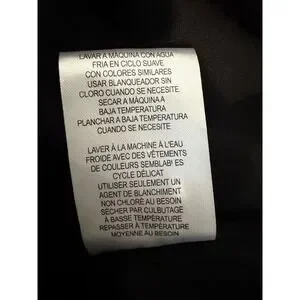 LAVAR A MÁQUINA CON AGUA
FRIA EN CICLO SUAVE
CON COLORES SIMILARES
USAR BLANQUEADOR SIN
CLORO CUANDO SE NECESITE
SECAR A MÁQUINA A
BAJA TEMPERATURA
PLANCHAR A BAJA TEMPERATURA
CUANDO SE NECESITE
LAVER À LA MACHINE À L'EAU
FROIDE AVEC DES VÊTEMENTS
DE COULEURS SEMBLABLES
CYCLE DÉLICAT
UTILISER SEULEMENT UN
AGENT DE BLANCHIMENT
NON CHLORÉ AU BESOIN
SÉCHER PAR CULBUTAGE
À BASSE TEMPÉRATURE
REPASSER À TEMPÉRATURE
MOYENNE AU BESOIN